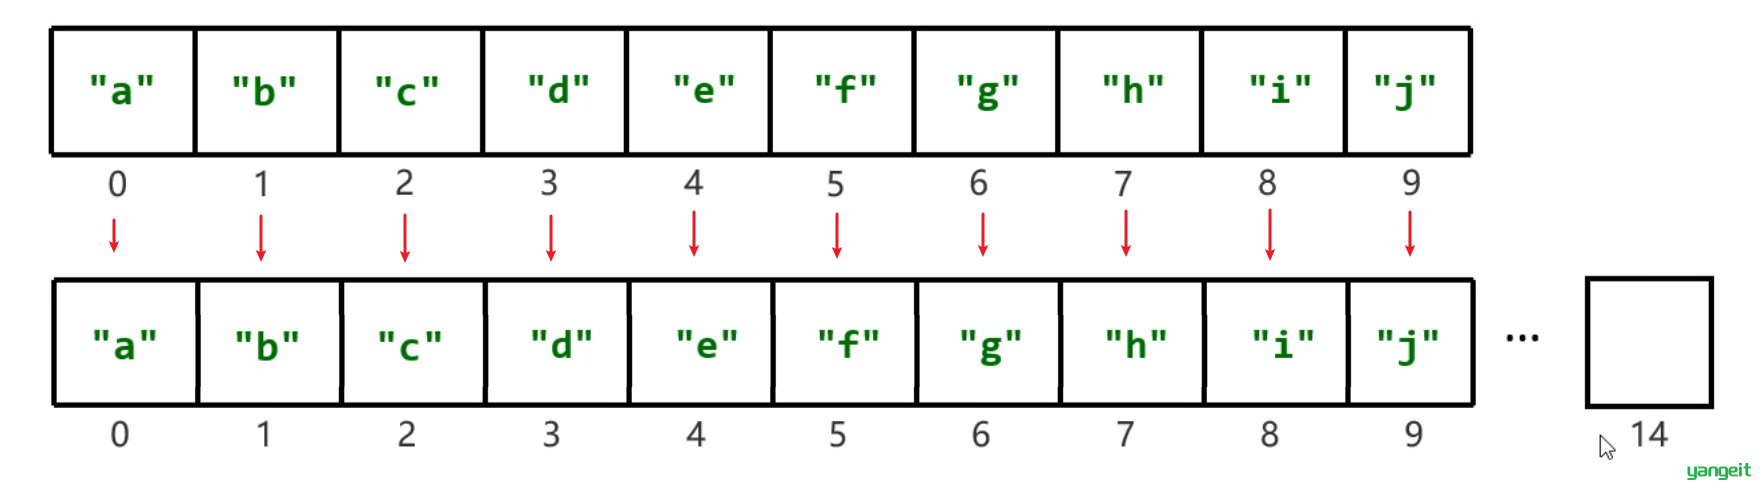 "a" "b" "c" "d" "e" "f" "g" "h" "i" "j"
0 1 2 3 4 5 6 7 8 9
"a" "b" "c" "d" "e" "f" "g" "h" "i" "j" ...
0 1 2 3 4 5 6 7 8 9 14
yangeit